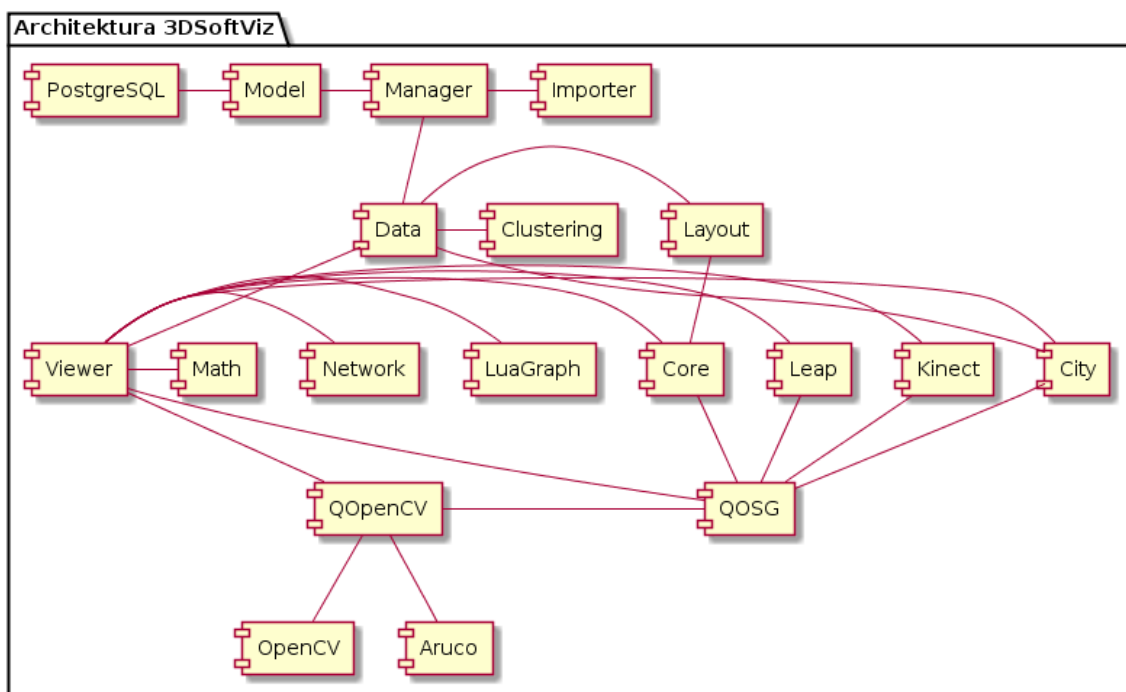 Architektura 3DSoftViz
PostgreSQL
Model
Manager
Importer
Data
Clustering
Layout
Viewer
Math
Network
LuaGraph
Core
Leap
Kinect
City
QOpenCV
QOSG
OpenCV
Aruco